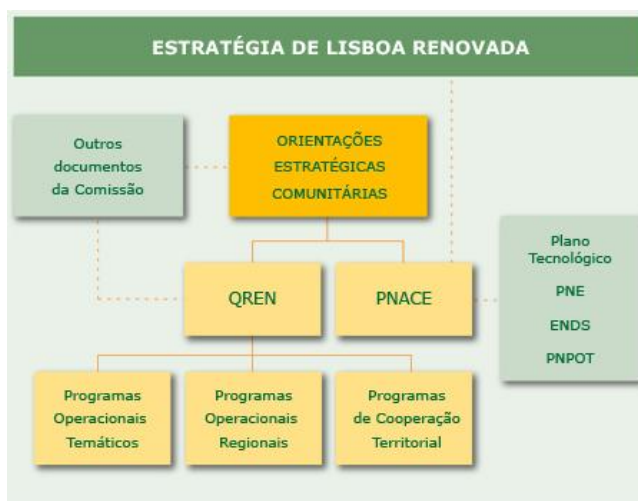 ESTRATÉGIA DE LISBOA RENOVADA
Outros
documentos
da Comissão
ORIENTAÇÕES
ESTRATÉGICAS
COMUNITÁRIAS
Plano
Tecnológico
PNE
ENDS
PNPOT
QREN
PNACE
Programas
Operacionais
Temáticos
Programas
Operacionais
Regionais
Programas
de Cooperação
Territorial